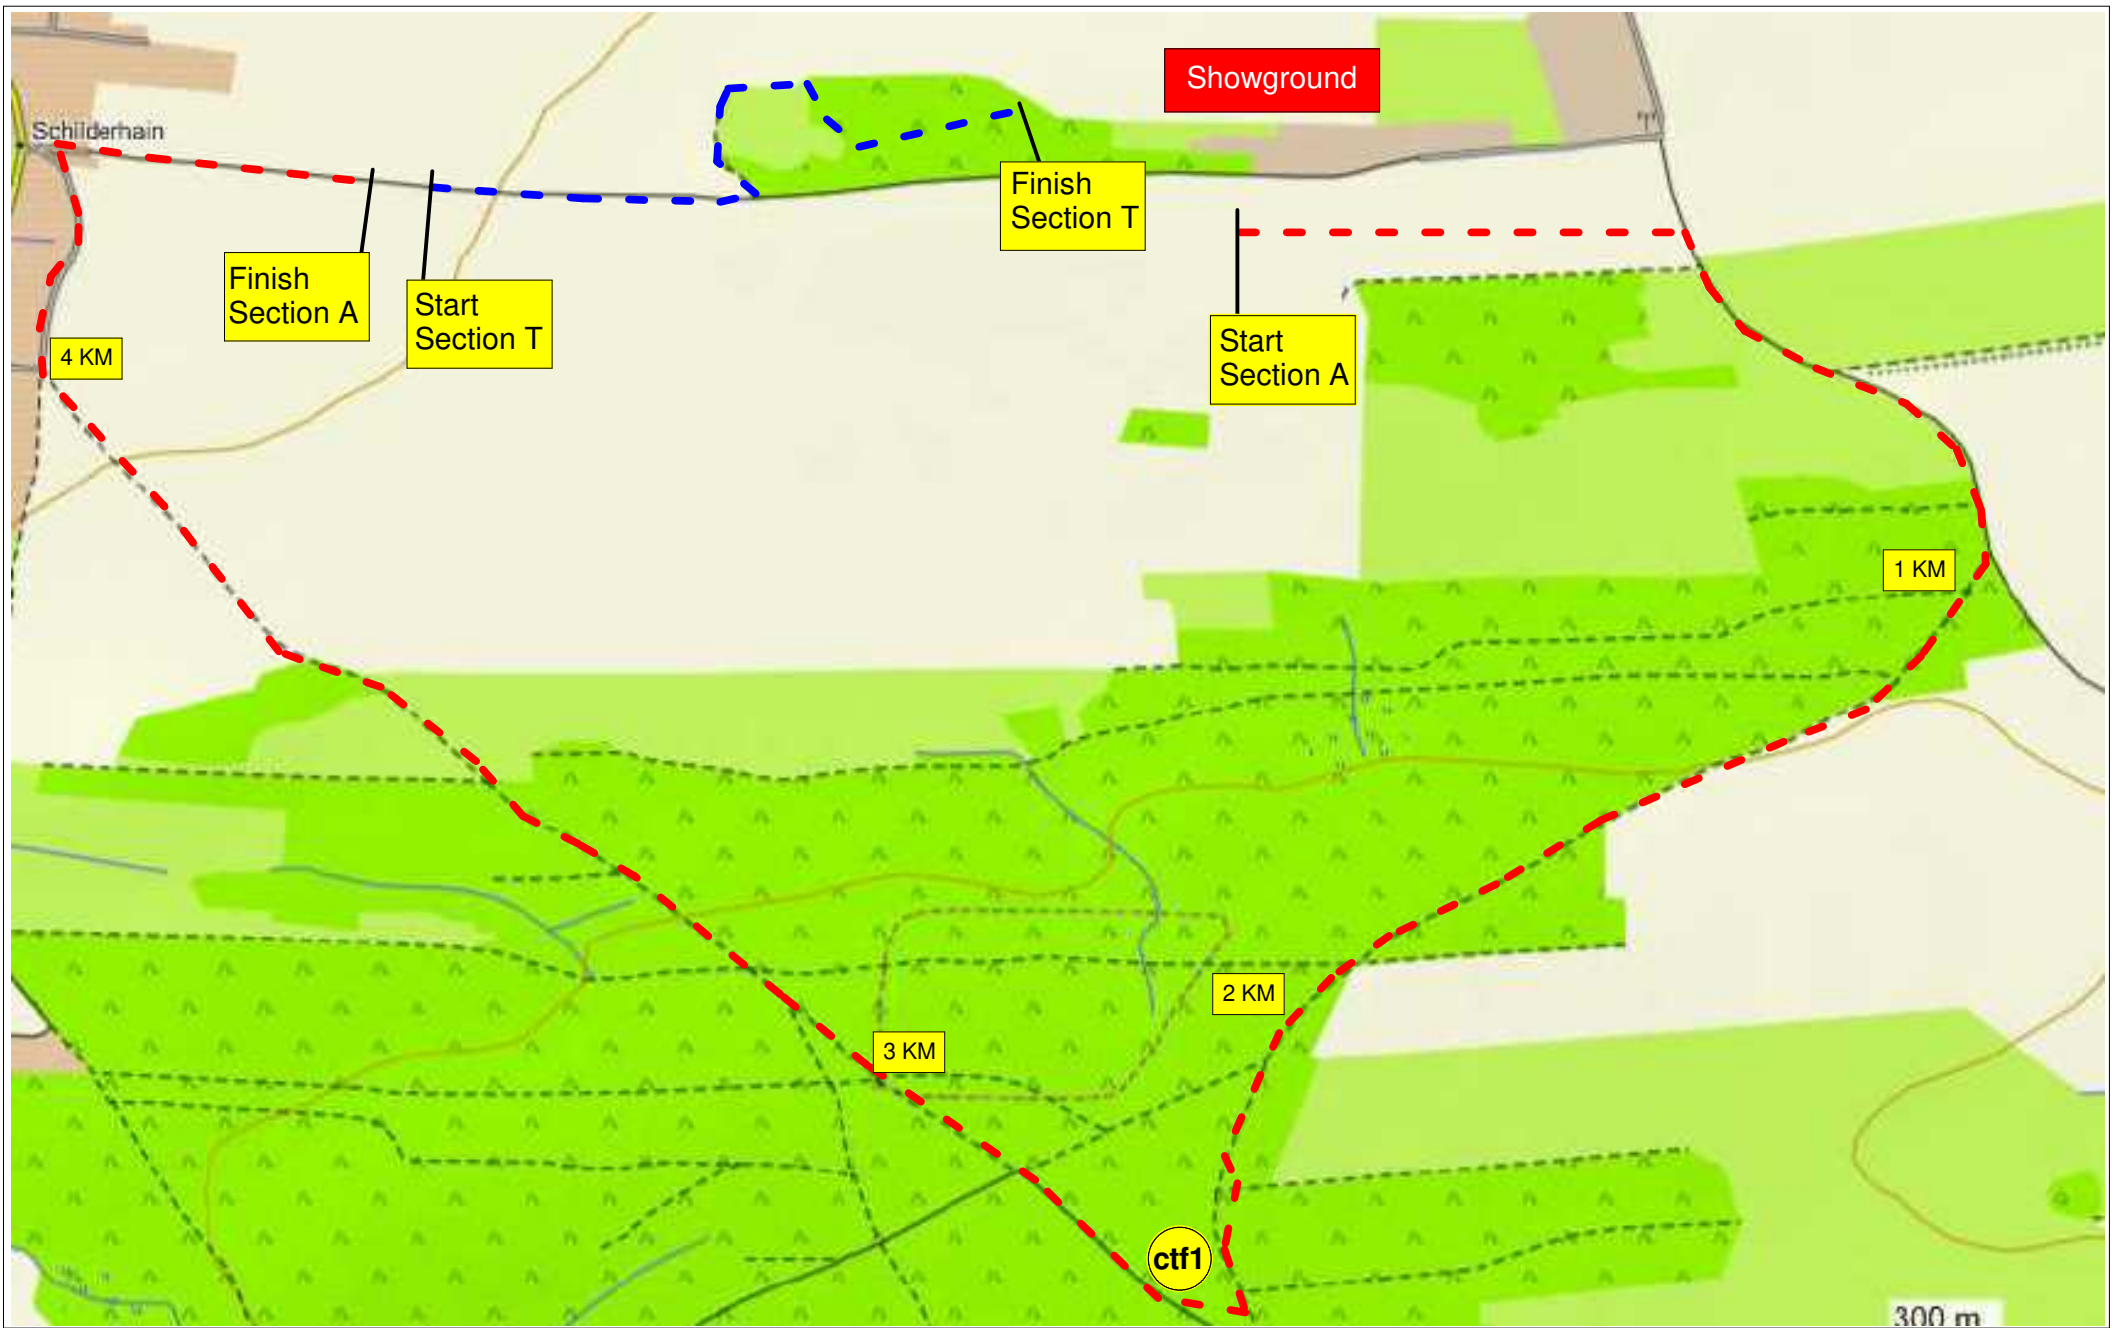 Showground
Schilderhain
Finish
Section T
Finish
Section A
Start
Section T
Start
Section A
4 KM
1 KM
2 KM
3 KM
ctf1
300 m